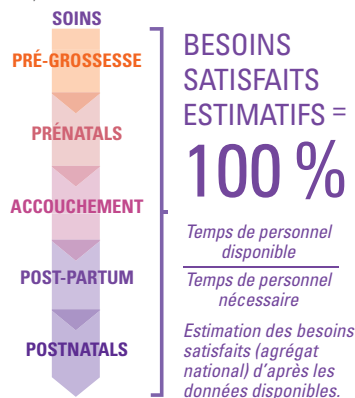 SOINS
PRÉ-GROSSESSE
PRÉNATALS
ACCOUCHEMENT
POST-PARTUM
POSTNATALS
BESOINS
SATISFAITS
ESTIMATIFS =
100 %
Temps de personnel
disponible
Temps de personnel
nécessaire
Estimation des besoins
satisfaits (agrégat
national) d'après les
données disponibles.